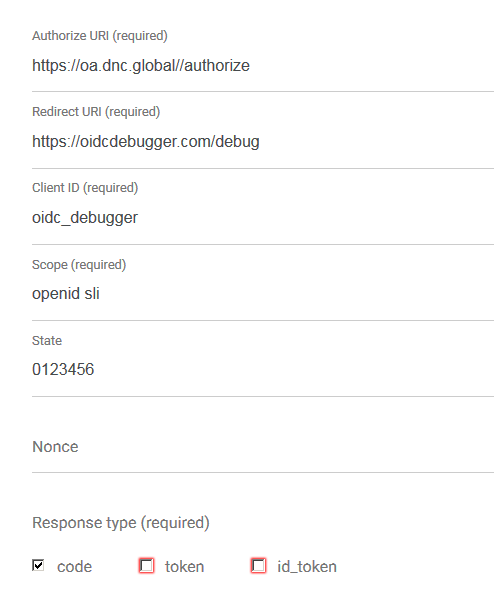 Authorize URI (required)
https://oa.dnc.global//authorize
Redirect URI (required)
https://oidcdebugger.com/debug
Client ID (required)
oidc_debugger
Scope (required)
openid sli
State
0123456
Nonce
Response type (required)
code token id_token